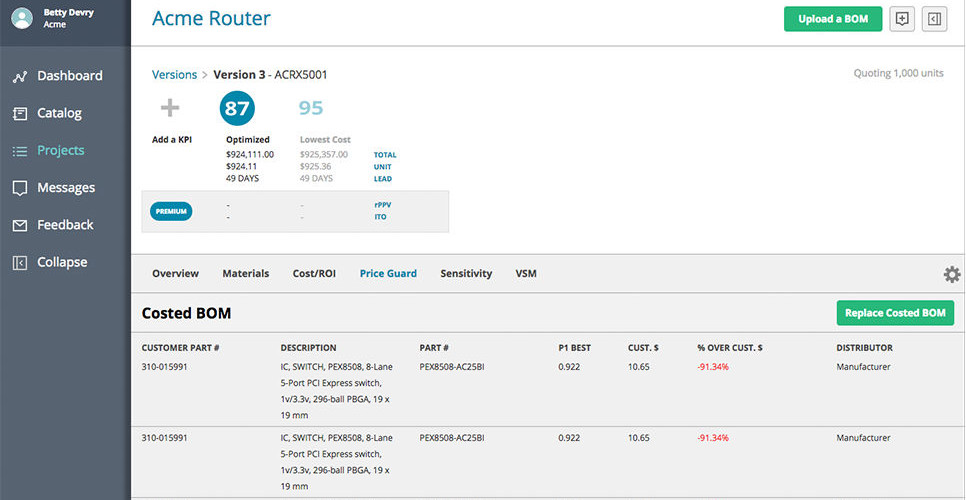 Betty Devry
Acme
Dashboard
Catalog
Projects
Messages
Feedback
Collapse
Acme Router
Upload a BOM
Versions > Version 3 - ACRX5001
Quoting 1,000 units
87 95
Add a KPI Optimized Lowest Cost
$924,111.00 $925,357.00 TOTAL
$924.11 $925.36 UNIT
49 DAYS 49 DAYS LEAD
PREMIUM
- - rPPV
- - ITO
Overview Materials Cost/ROI Price Guard Sensitivity VSM
Costed BOM
Replace Costed BOM
CUSTOMER PART # DESCRIPTION PART # P1 BEST CUST. $ % OVER CUST. $ DISTRIBUTOR
310-015991 IC, SWITCH, PEX8508, 8-Lane PEX8508-AC25BI 0.922 10.65 -91.34% Manufacturer
5-Port PCI Express switch,
1v/3.3v, 296-ball PBGA, 19 x
19 mm
310-015991 IC, SWITCH, PEX8508, 8-Lane PEX8508-AC25BI 0.922 10.65 -91.34% Manufacturer
5-Port PCI Express switch,
1v/3.3v, 296-ball PBGA, 19 x
19 mm